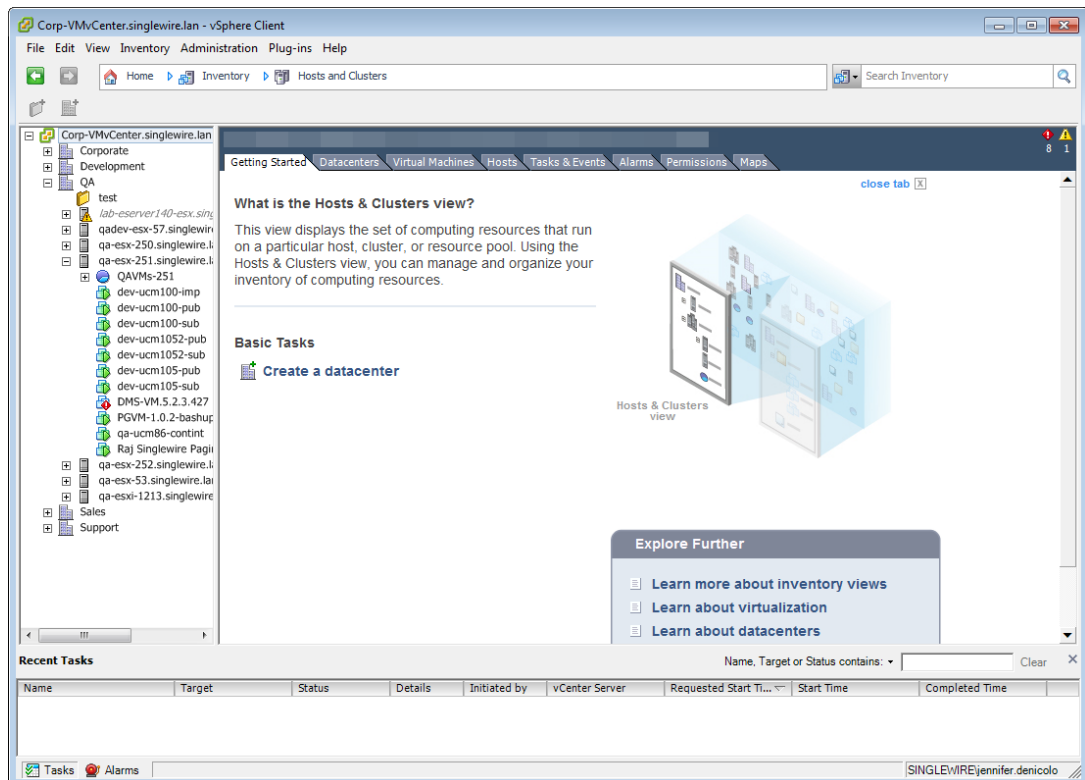 Corp-VMvCenter.singlewire.lan - vSphere Client
File Edit View Inventory Administration Plug-ins Help
Home Inventory Hosts and Clusters Search Inventory
Corp-VMvCenter.singlewire.lan
Corporate
Development
QA
test
lab-eserver140-esx.sing
qadev-esx-57.singlewire
qa-esx-250.singlewire.l
qa-esx-251.singlewire.l
QAVMs-251
dev-ucm100-imp
dev-ucm100-pub
dev-ucm100-sub
dev-ucm1052-pub
dev-ucm1052-sub
dev-ucm105-pub
dev-ucm105-sub
DMS-VM.5.2.3.427
PGVM-1.0.2-bashup
qa-ucm86-contint
Raj Singlewire Pagi
qa-esx-252.singlewire.l
qa-esx-53.singlewire.la
qa-esxi-1213.singlewire
Sales
Support
8 1
Getting Started Datacenters Virtual Machines Hosts Tasks & Events Alarms Permissions Maps
close tab X
What is the Hosts & Clusters view?
This view displays the set of computing resources that run
on a particular host, cluster, or resource pool. Using the
Hosts & Clusters view, you can manage and organize your
inventory of computing resources.
Basic Tasks
Create a datacenter
Hosts & Clusters
view
Explore Further
Learn more about inventory views
Learn about virtualization
Learn about datacenters
Recent Tasks Name, Target or Status contains: Clear
Name Target Status Details Initiated by vCenter Server Requested Start Ti... Start Time Completed Time
Tasks Alarms SINGLEWIRE\jennifer.denicolo